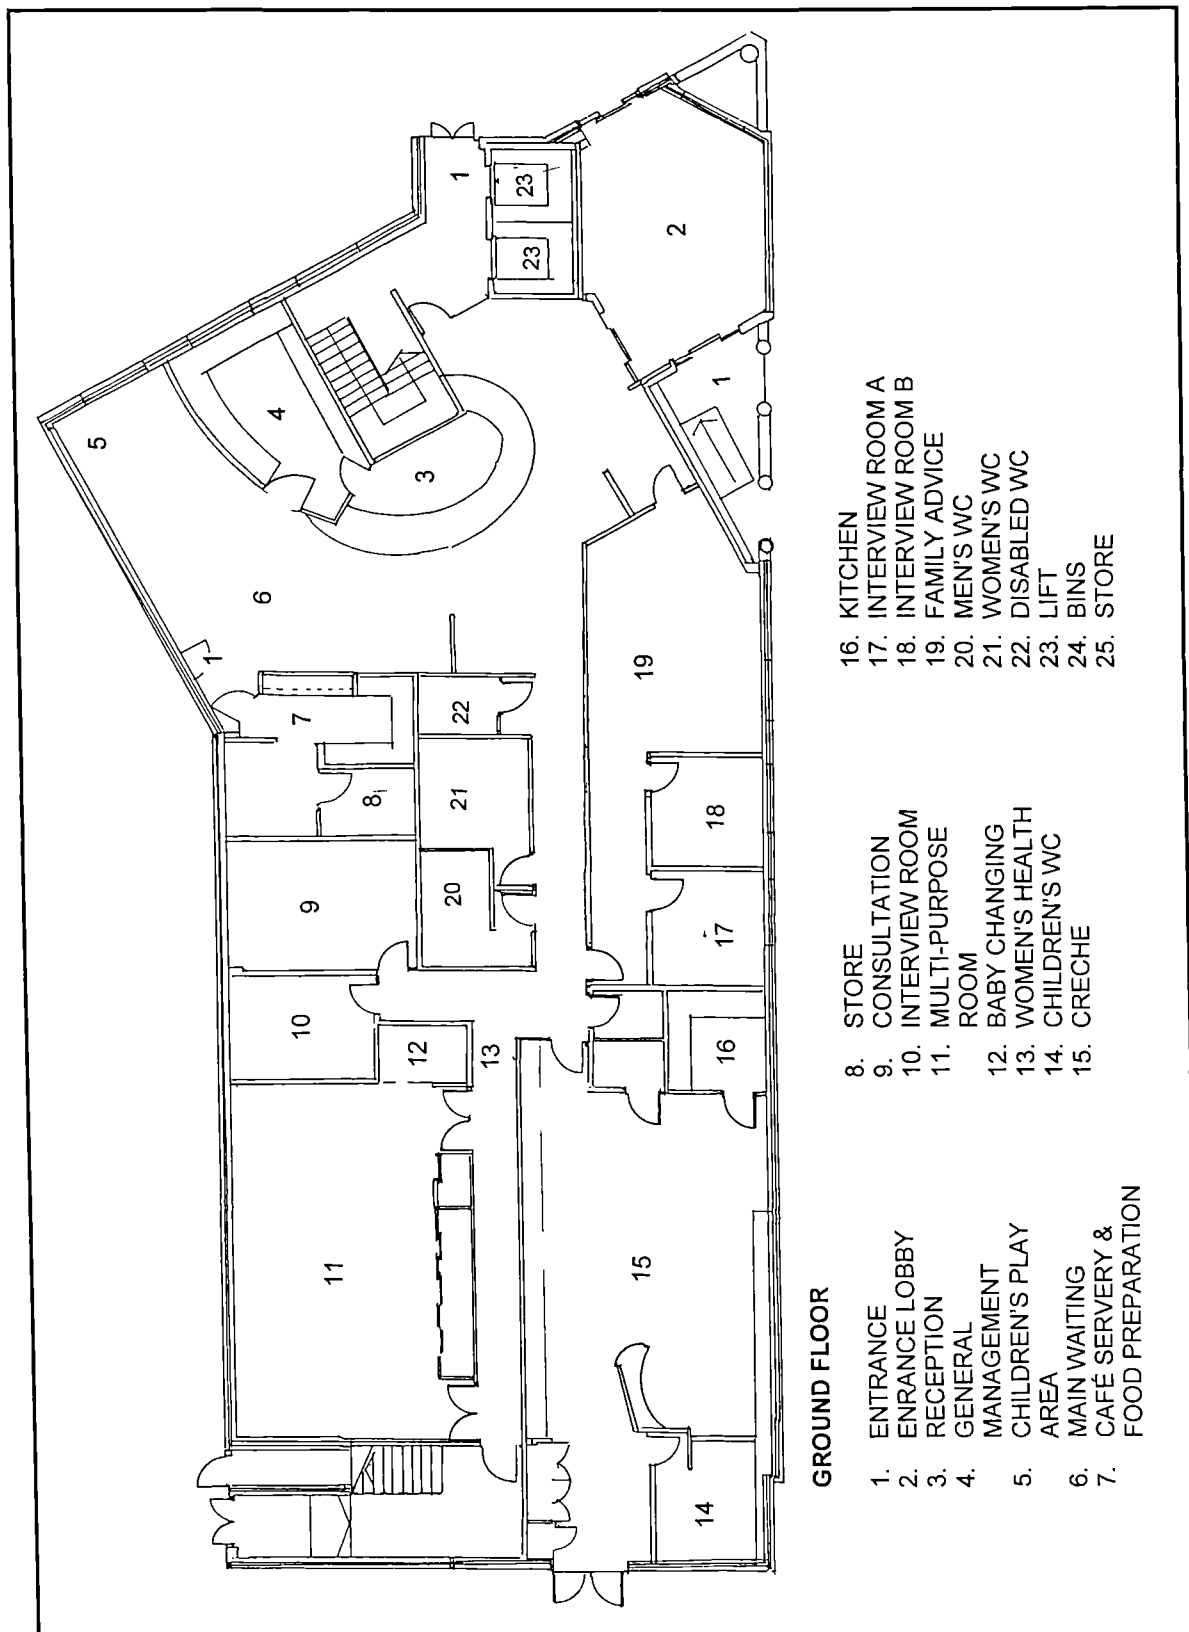 5
1
6
4
11
10
9
7
8
12
3
20
21
22
1
13
23
23
15
19
2
14
16
17
18
1
GROUND FLOOR
1. ENTRANCE
2. ENRANCE LOBBY
3. RECEPTION
4. GENERAL
MANAGEMENT
5. CHILDREN'S PLAY
AREA
6. MAIN WAITING
7. CAFÉ SERVERY &
FOOD PREPARATION
8. STORE
9. CONSULTATION
10. INTERVIEW ROOM
11. MULTI-PURPOSE
ROOM
12. BABY CHANGING
13. WOMEN'S HEALTH
14. CHILDREN'S WC
15. CRECHE
16. KITCHEN
17. INTERVIEW ROOM A
18. INTERVIEW ROOM B
19. FAMILY ADVICE
20. MEN'S WC
21. WOMEN'S WC
22. DISABLED WC
23. LIFT
24. BINS
25. STORE